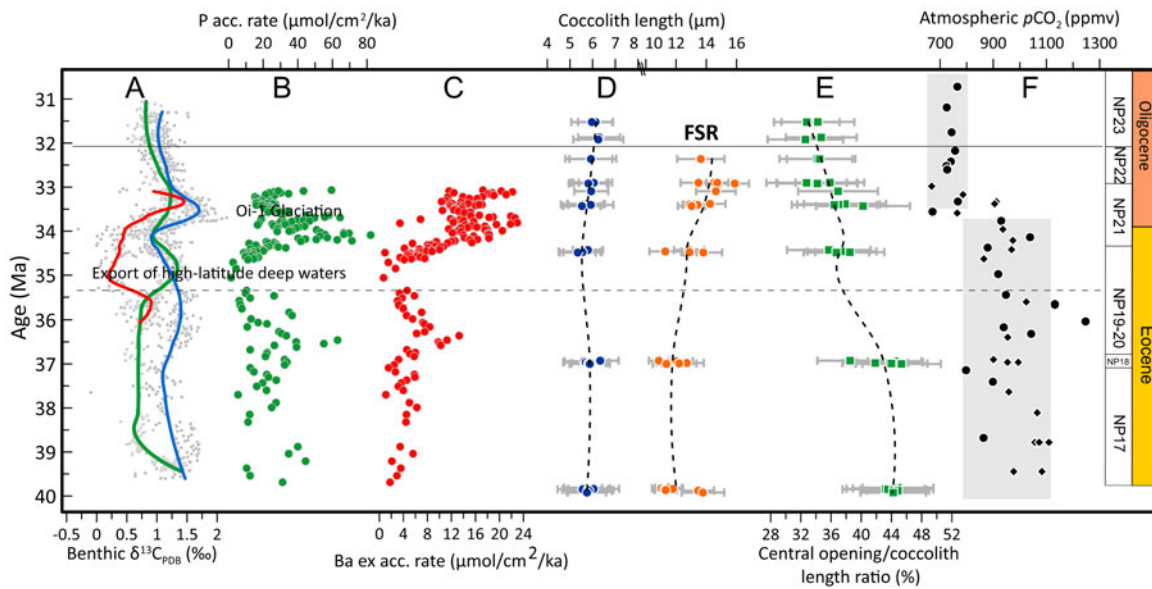 P acc. rate (μmol/cm²/ka)
Coccolith length (μm)
Atmospheric pCO₂ (ppmv)
0 20 40 60 80
4 5 6 7 8 10 12 14 16
700 900 1100 1300
A B C D E F
FSR
31
32
33
34
35
36
37
38
39
40
Age (Ma)
Oi-1 Glaciation
Export of high-latitude deep waters
NP23
NP22
NP21
NP19-20
NP18
NP17
Oligocene
Eocene
-0.5 0 0.5 1 1.5 2
0 4 8 12 16 20 24
28 32 36 40 44 48 52
Benthic δ¹³C PDB (‰)
Ba ex acc. rate (μmol/cm²/ka)
Central opening/coccolith
length ratio (%)